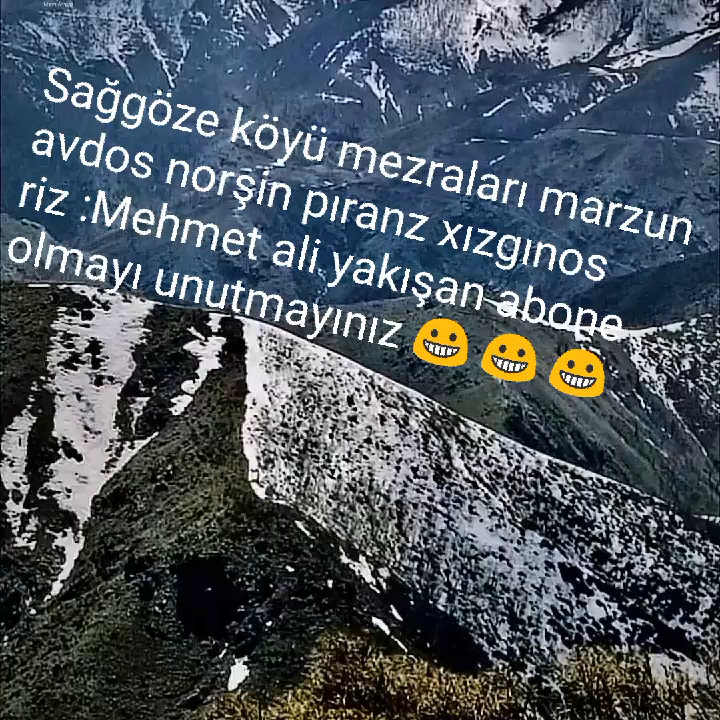 Sağgöze köyü mezraları marzun
avdos norşin pıranz xızgınos
riz :Mehmet ali yakışan abone
olmayı unutmayınız 😀 😀 😀